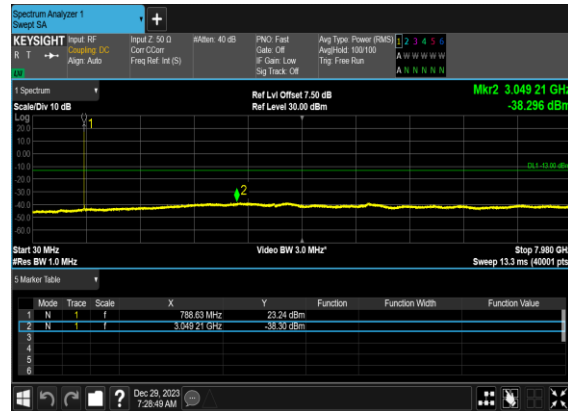 Spectrum Analyzer 1
Swept SA
+
KEYSIGHT Input: RF Input Z: 50 Ω #Atten: 40 dB PNO: Fast Avg Type: Power (RMS) 1 2 3 4 5 6
R T Coupling: DC Corr CCorr Gate: Off Avg|Hold: 100/100 A W W W W W
Align: Auto Freq Ref: Int (S) IF Gain: Low Trig: Free Run
Sig Track: Off A N N N N N
1 Spectrum Ref Lvl Offset 7.50 dB Mkr2 3.049 21 GHz
Scale/Div 10 dB Ref Level 30.00 dBm -38.296 dBm
Log
1
20.0
10.0
0.00
-10.0 DL1 -13.00 dBm
-20.0
-30.0 2
-40.0
-50.0
-60.0
Start 30 MHz Video BW 3.0 MHz* Stop 7.980 GHz
#Res BW 1.0 MHz Sweep 13.3 ms (40001 pts)
5 Marker Table
Mode Trace Scale X Y Function Function Width Function Value
1 N 1 f 788.63 MHz 23.24 dBm
2 N 1 f 3.049 21 GHz -38.30 dBm
3
4
5
6
? Dec 29, 2023
7:28:49 AM